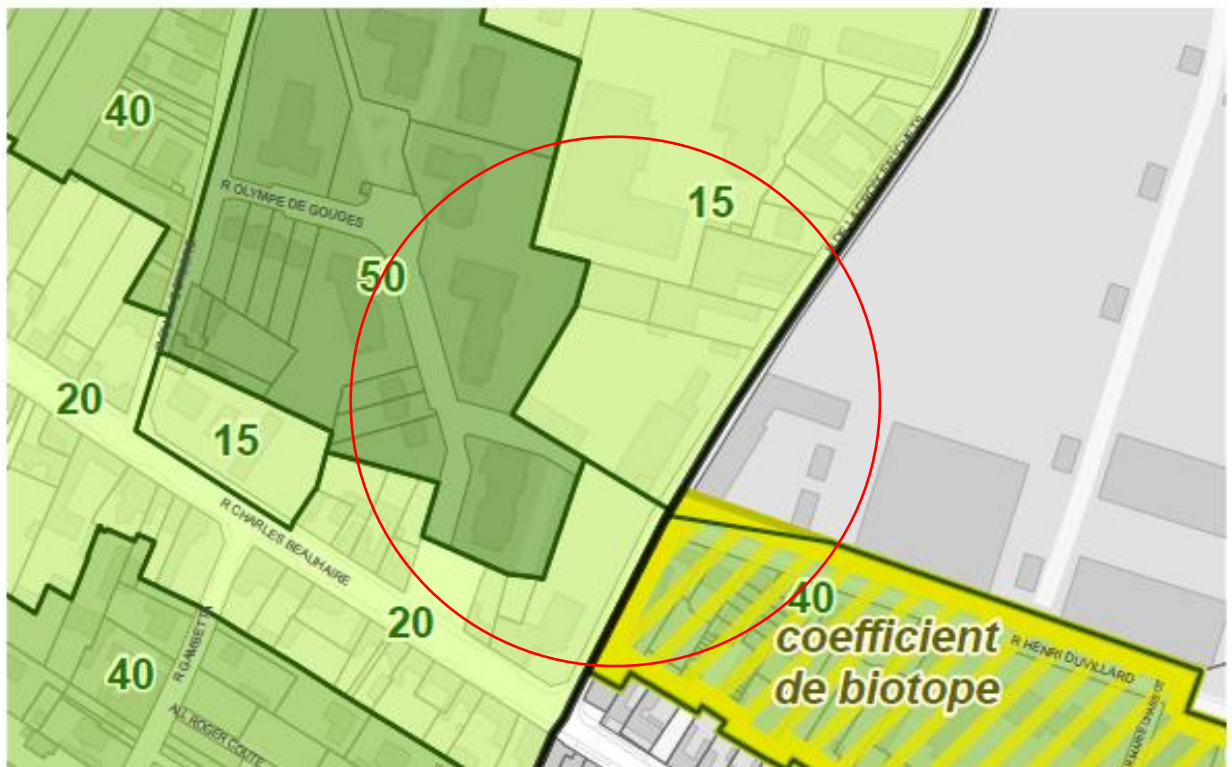 40
15
R OLYMPE DE GOUGES
50
20
15
R CHARLES BEAUHAIRE
40
20
coefficient
de biotope
R HENRI DUVILLARD
40
R GAMBETTA
ALL ROGER COUTE